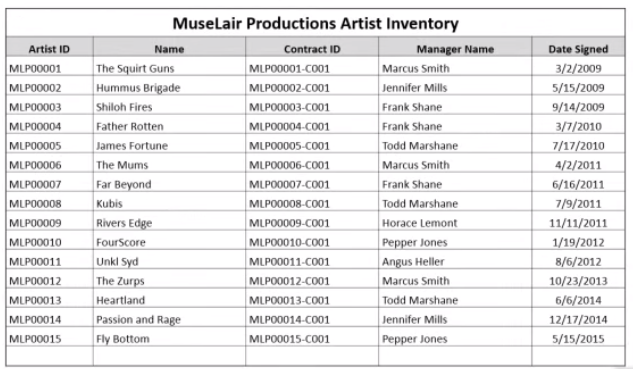 MuseLair Productions Artist Inventory
Artist ID Name Contract ID Manager Name Date Signed
MLP00001 The Squirt Guns MLP00001-C001 Marcus Smith 3/2/2009
MLP00002 Hummus Brigade MLP00002-C001 Jennifer Mills 5/15/2009
MLP00003 Shiloh Fires MLP00003-C001 Frank Shane 9/14/2009
MLP00004 Father Rotten MLP00004-C001 Frank Shane 3/7/2010
MLP00005 James Fortune MLP00005-C001 Todd Marshane 7/17/2010
MLP00006 The Mums MLP00006-C001 Marcus Smith 4/2/2011
MLP00007 Far Beyond MLP00007-C001 Frank Shane 6/16/2011
MLP00008 Kubis MLP00008-C001 Todd Marshane 7/9/2011
MLP00009 Rivers Edge MLP00009-C001 Horace Lemont 11/11/2011
MLP00010 FourScore MLP00010-C001 Pepper Jones 1/19/2012
MLP00011 Unkl Syd MLP00011-C001 Angus Heller 8/6/2012
MLP00012 The Zurps MLP00012-C001 Marcus Smith 10/23/2013
MLP00013 Heartland MLP00013-C001 Todd Marshane 6/6/2014
MLP00014 Passion and Rage MLP00014-C001 Jennifer Mills 12/17/2014
MLP00015 Fly Bottom MLP00015-C001 Pepper Jones 5/15/2015